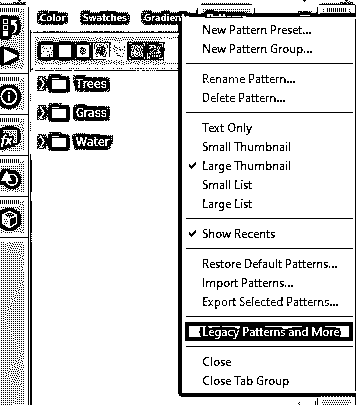 Color Swatches Gradien
New Pattern Preset...
New Pattern Group...
Trees
Rename Pattern...
Grass
Delete Pattern...
Water
Text Only
Small Thumbnail
Large Thumbnail
Small List
Large List
Show Recents
Restore Default Patterns...
Import Patterns...
Export Selected Patterns...
Legacy Patterns and More
Close
Close Tab Group